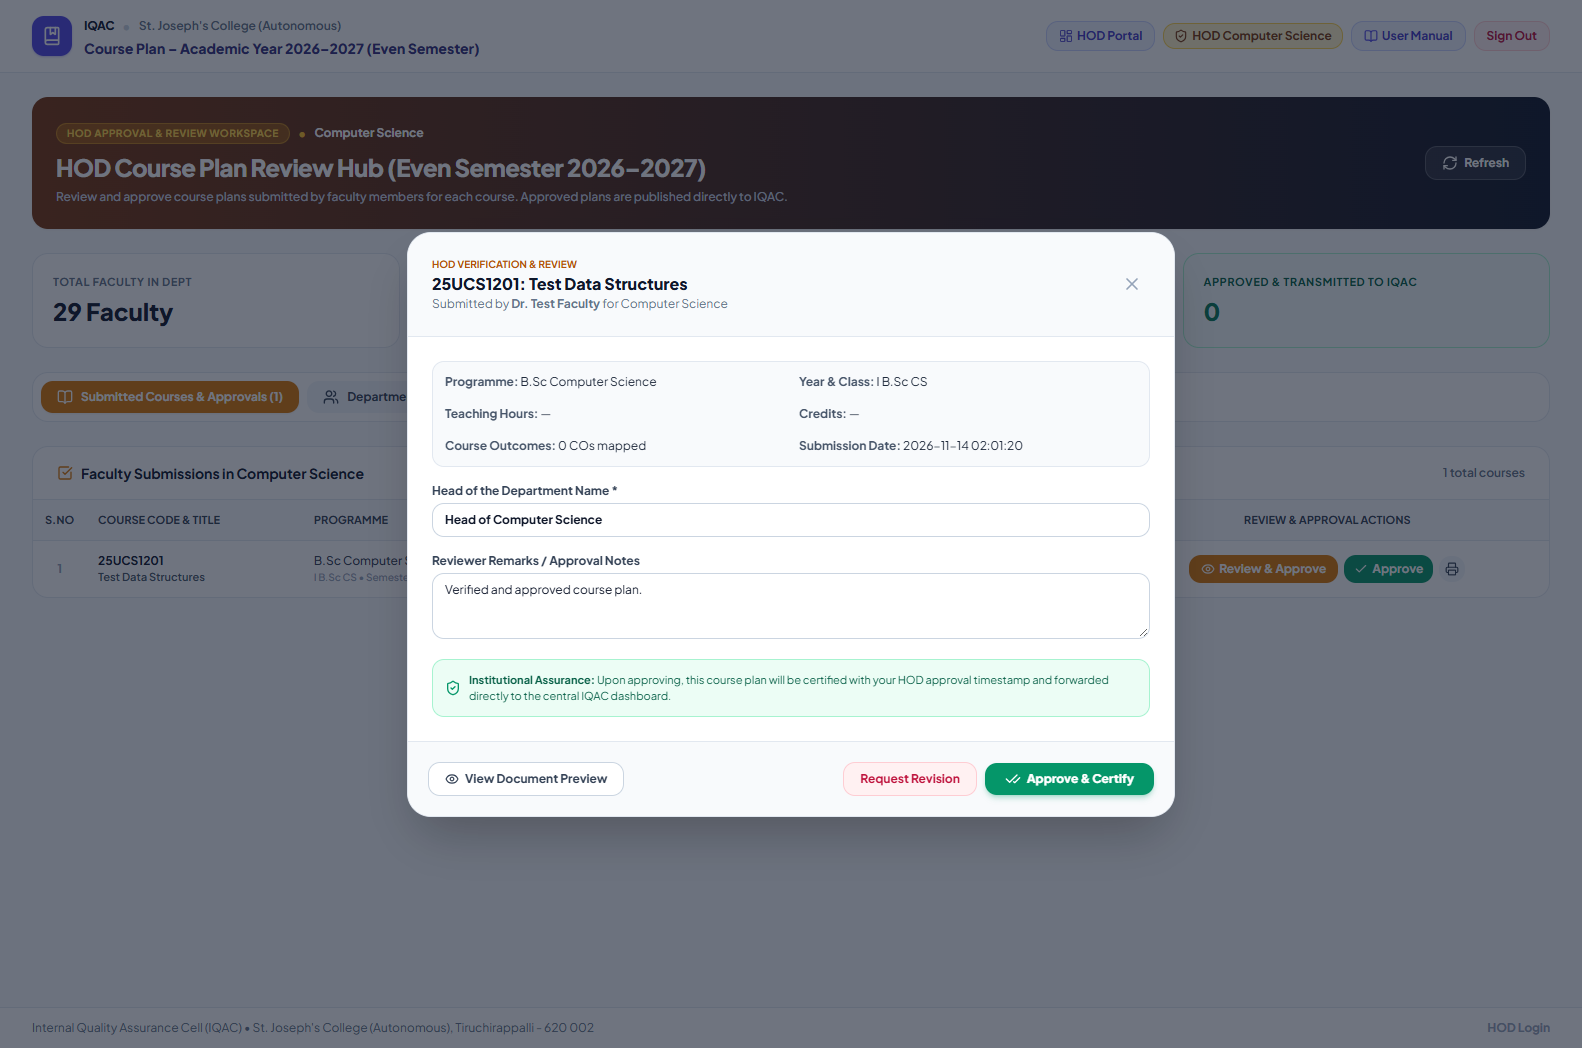 IQAC • St. Joseph's College (Autonomous)
Course Plan – Academic Year 2026–2027 (Even Semester)
HOD Portal
HOD Computer Science
User Manual
Sign Out
HOD APPROVAL & REVIEW WORKSPACE • Computer Science
HOD Course Plan Review Hub (Even Semester 2026–2027)
Review and approve course plans submitted by faculty members for each course. Approved plans are published directly to IQAC.
Refresh
TOTAL FACULTY IN DEPT
29 Faculty
APPROVED & TRANSMITTED TO IQAC
0
Submitted Courses & Approvals (1)
Departme
Faculty Submissions in Computer Science
1 total courses
S.NO
COURSE CODE & TITLE
PROGRAMME
REVIEW & APPROVAL ACTIONS
1
25UCS1201
Test Data Structures
B.Sc Computer S
I B.Sc CS • Semeste
Review & Approve
Approve
HOD VERIFICATION & REVIEW
25UCS1201: Test Data Structures
Submitted by Dr. Test Faculty for Computer Science
Programme: B.Sc Computer Science
Year & Class: I B.Sc CS
Teaching Hours: —
Credits: —
Course Outcomes: 0 COs mapped
Submission Date: 2026-11-14 02:01:20
Head of the Department Name *
Head of Computer Science
Reviewer Remarks / Approval Notes
Verified and approved course plan.
Institutional Assurance: Upon approving, this course plan will be certified with your HOD approval timestamp and forwarded
directly to the central IQAC dashboard.
View Document Preview
Request Revision
Approve & Certify
Internal Quality Assurance Cell (IQAC) • St. Joseph's College (Autonomous), Tiruchirappalli - 620 002
HOD Login